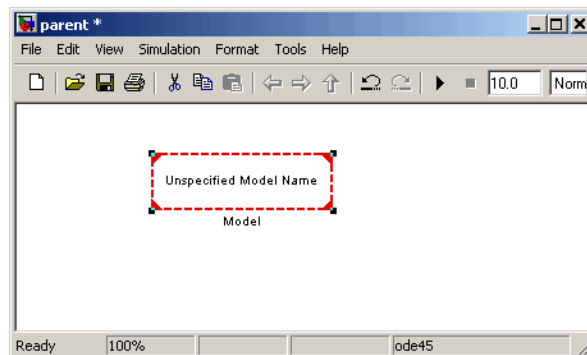 parent *
File Edit View Simulation Format Tools Help
10.0 Norm
Unspecified Model Name
Model
Ready 100% ode45